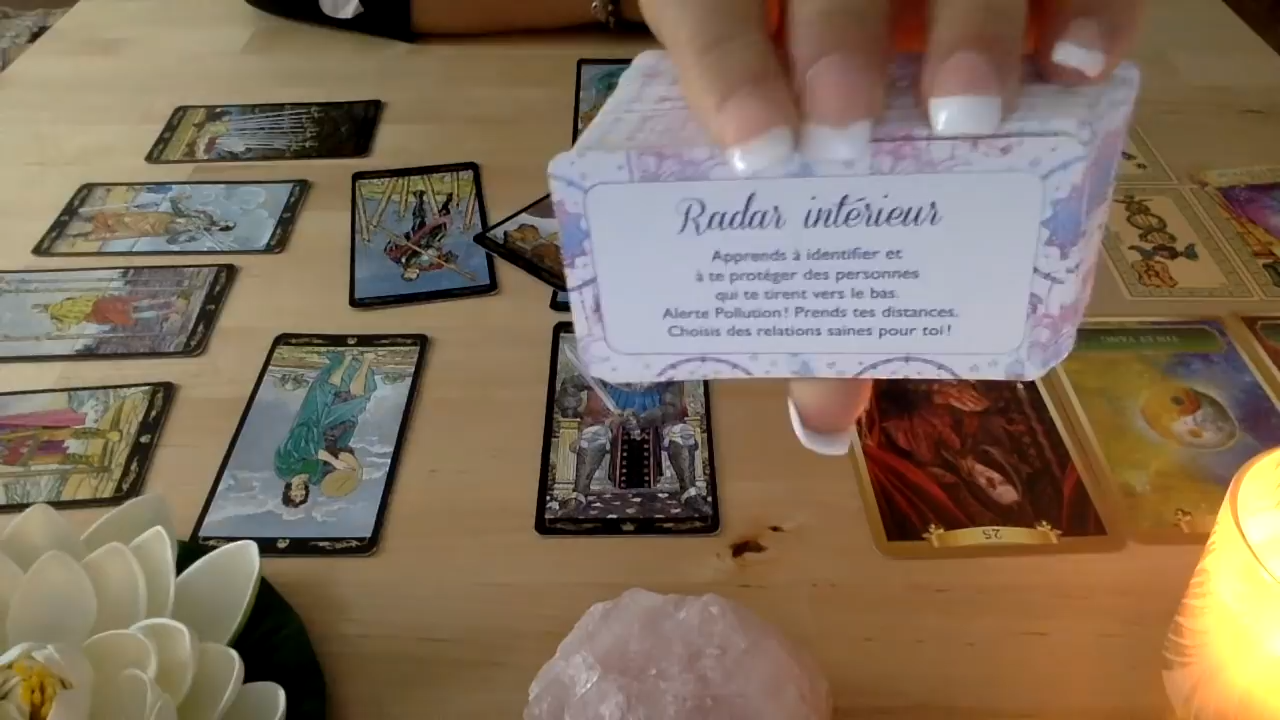 Radar intérieur
Apprends à identifier et
à te protéger des personnes
qui te tirent vers le bas.
Alerte Pollution! Prends tes distances.
Choisis des relations saines pour toi!
25